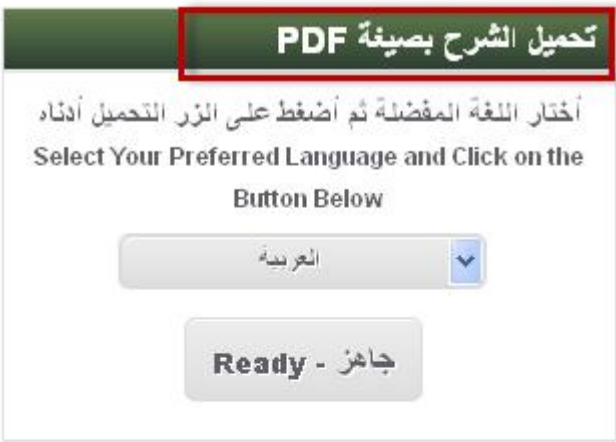 تحميل الشرح بصيغة PDF
أختار اللغة المفضلة ثم أضغط على الزر التحميل أدناه
Select Your Preferred Language and Click on the
Button Below
العربية
جاهز - Ready